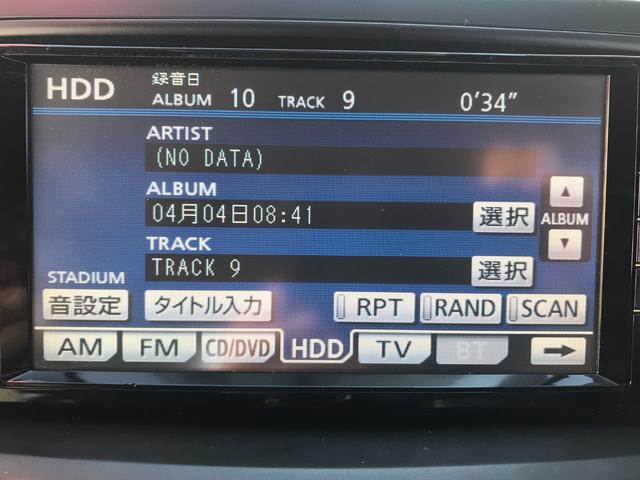 HDD 録音日
ALBUM 10 TRACK 9 0'34"
ARTIST
(NO DATA)
ALBUM
04月04日08:41 選択 ALBUM
TRACK
TRACK 9 選択
STADIUM
音設定 タイトル入力 RPT RAND SCAN
AM FM CD/DVD HDD TV BT